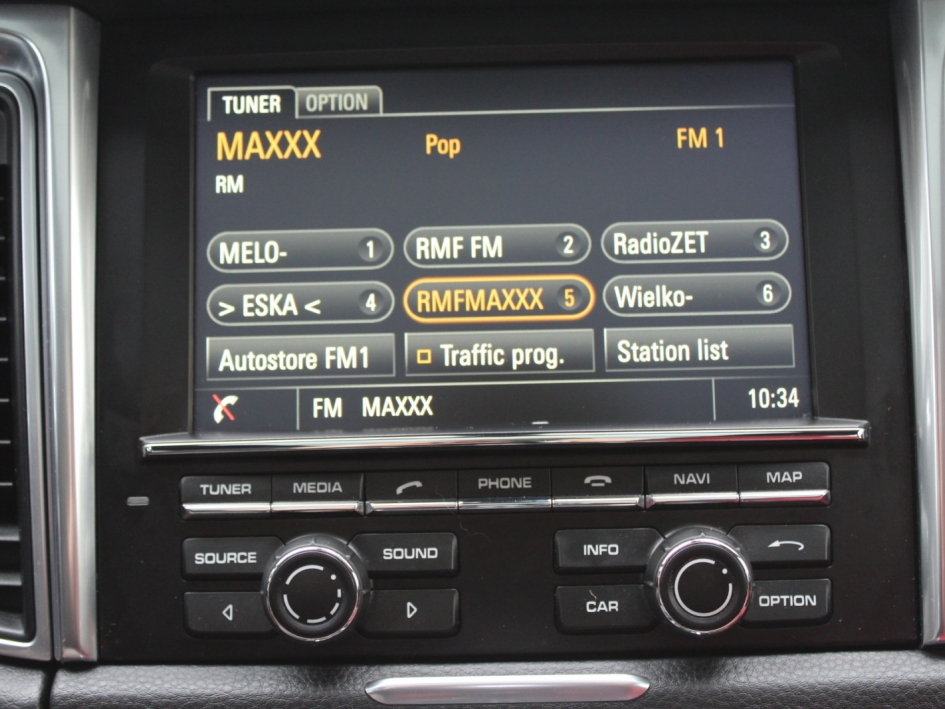 TUNER OPTION
MAXXX Pop FM 1
RM
MELO- 1 RMF FM 2 RadioZET 3
> ESKA < 4 RMFMAXXX 5 Wielko- 6
Autostore FM1 Traffic prog. Station list
FM MAXXX 10:34
TUNER MEDIA PHONE NAVI MAP
SOURCE SOUND INFO
CAR OPTION